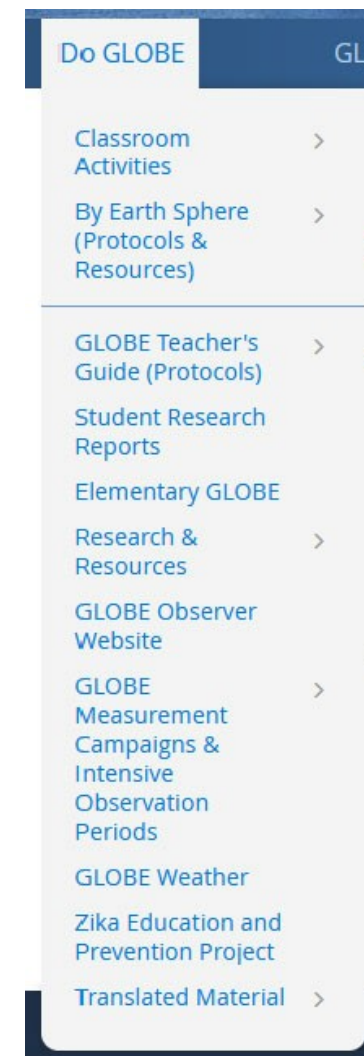 Do GLOBE
GL
Classroom
Activities
By Earth Sphere
(Protocols &
Resources)
GLOBE Teacher's
Guide (Protocols)
Student Research
Reports
Elementary GLOBE
Research &
Resources
GLOBE Observer
Website
GLOBE
Measurement
Campaigns &
Intensive
Observation
Periods
GLOBE Weather
Zika Education and
Prevention Project
Translated Material